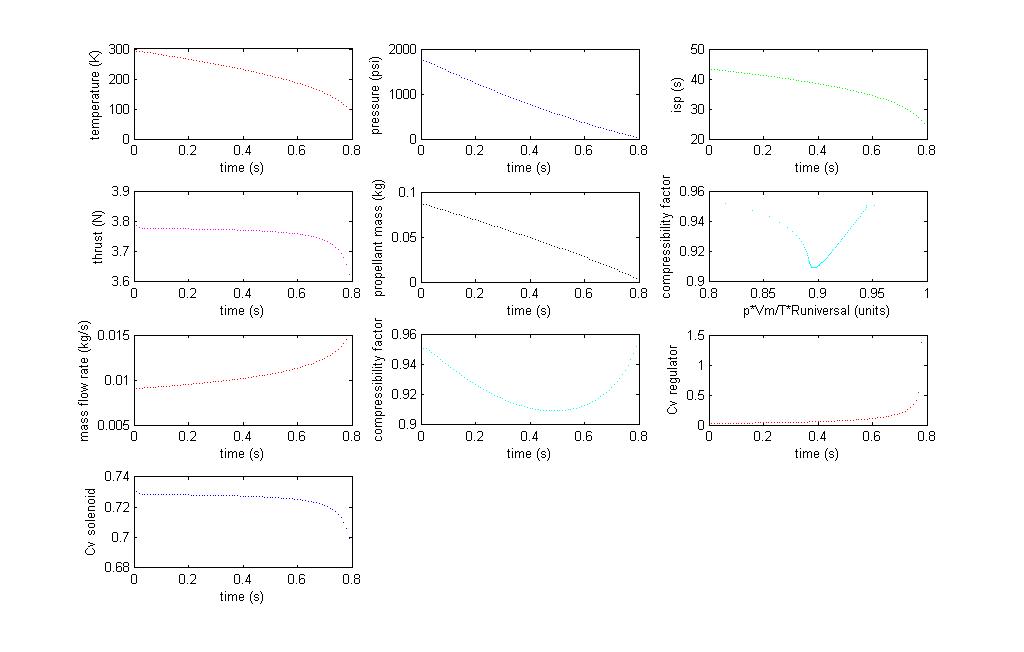 300
200
100
0
temperature (K)
0 0.2 0.4 0.6 0.8
time (s)
2000
1000
0
pressure (psi)
0 0.2 0.4 0.6 0.8
time (s)
50
40
30
20
isp (s)
0 0.2 0.4 0.6 0.8
time (s)
3.9
3.8
3.7
3.6
thrust (N)
0 0.2 0.4 0.6 0.8
time (s)
0.1
0.05
0
propellant mass (kg)
0 0.2 0.4 0.6 0.8
time (s)
0.96
0.94
0.92
0.9
compressibility factor
0.8 0.85 0.9 0.95 1
p*Vm/T*Runiversal (units)
0.015
0.01
0.005
mass flow rate (kg/s)
0 0.2 0.4 0.6 0.8
time (s)
0.96
0.94
0.92
0.9
compressibility factor
0 0.2 0.4 0.6 0.8
time (s)
1.5
1
0.5
0
Cv regulator
0 0.2 0.4 0.6 0.8
time (s)
0.74
0.72
0.7
0.68
Cv solenoid
0 0.2 0.4 0.6 0.8
time (s)